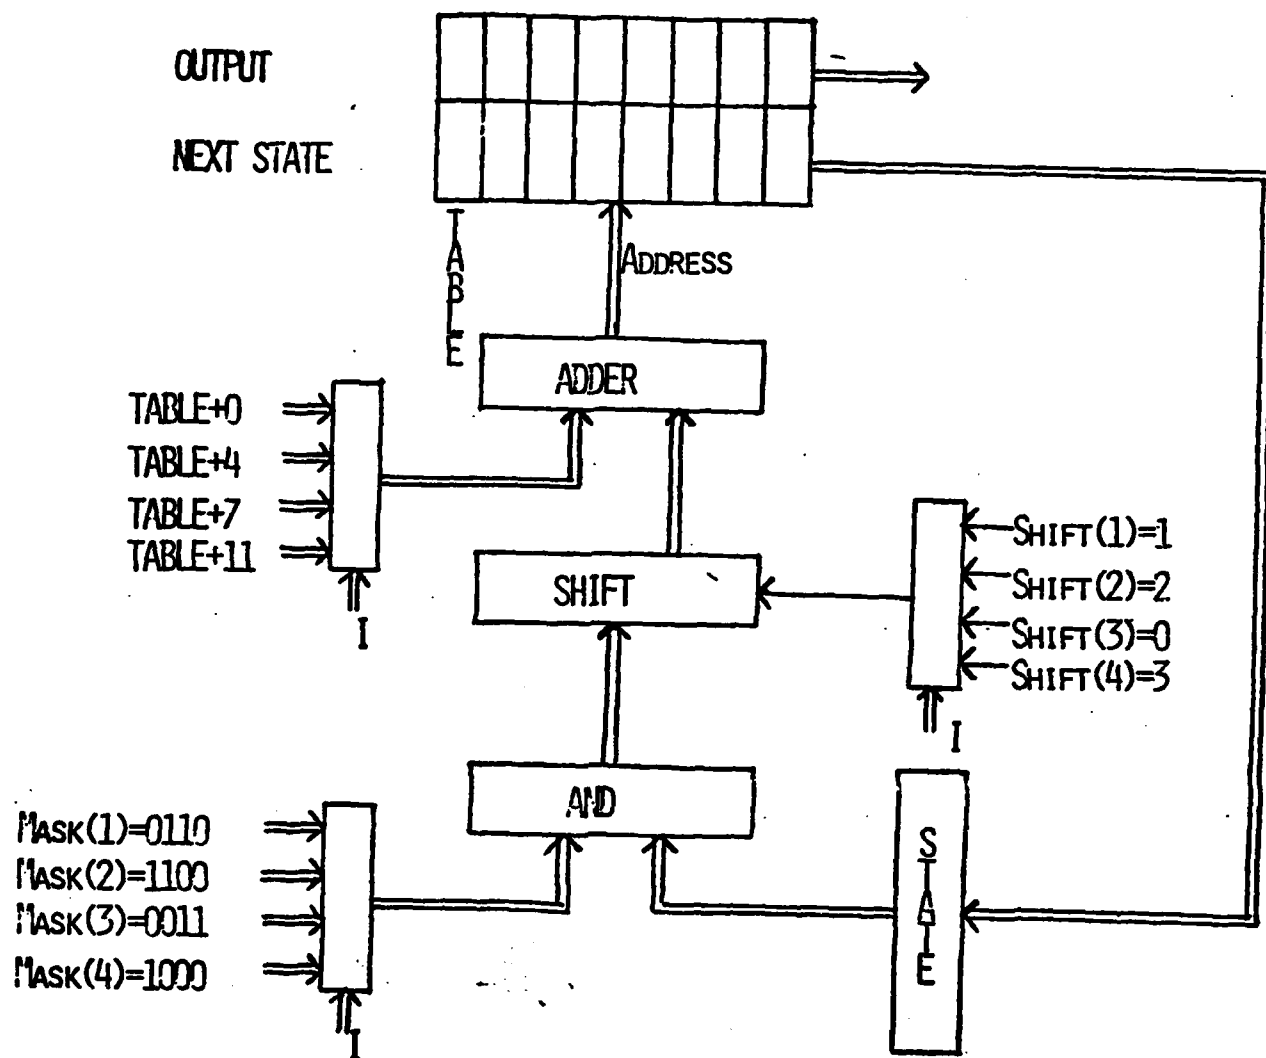 OUTPUT
NEXT STATE
TABLE
ADDRESS
ADDER
TABLE+0
TABLE+4
TABLE+7
TABLE+11
I
SHIFT
SHIFT(1)=1
SHIFT(2)=2
SHIFT(3)=0
SHIFT(4)=3
I
AND
MASK(1)=0110
MASK(2)=1100
MASK(3)=0011
MASK(4)=1000
I
STATE